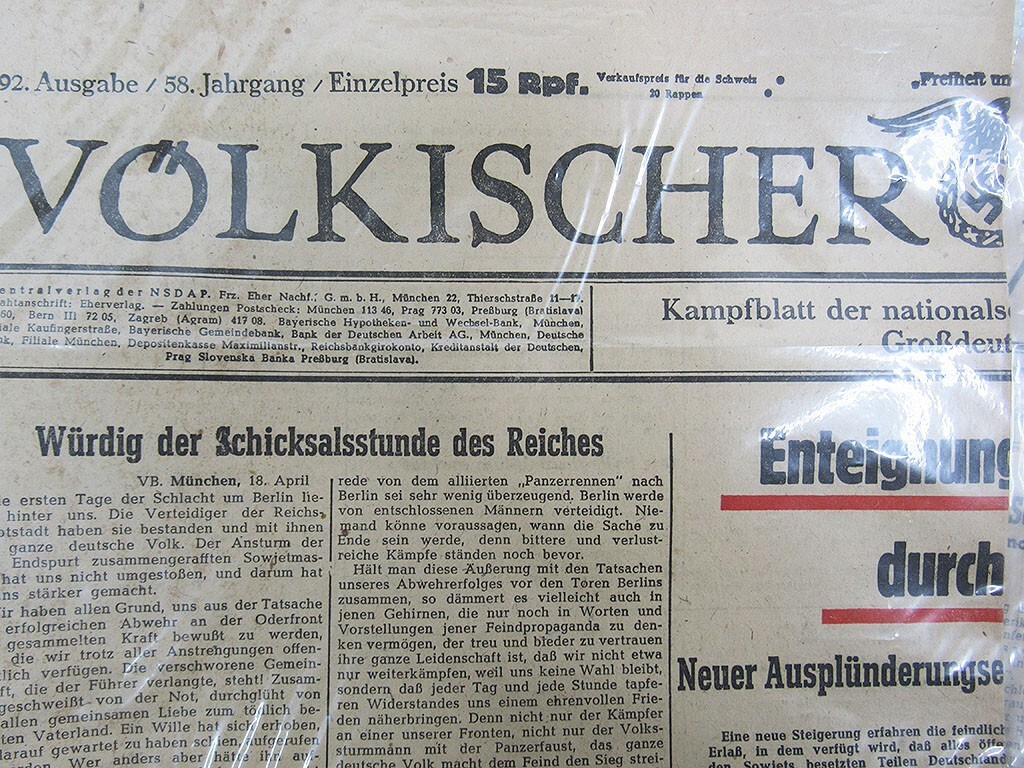 92. Ausgabe / 58. Jahrgang / Einzelpreis 15 Rpf. Verkaufspreis für die Schweiz
20 Rappen
„Freiheit un
VÖLKISCHER
entralverlag der NSDAP. Frz. Eher Nachf. G. m. b. H., München 22, Thierschstraße 11—17.
ahtanschrift: Eherverlag. — Zahlungen Postscheck: München 113 46, Prag 773 03, Preßburg (Bratislava)
60, Bern III 72 05, Zagreb (Agram) 417 08. Bayerische Hypotheken- und Wechsel-Bank, München,
iale Kaufingerstraße, Bayerische Gemeindebank, Bank der Deutschen Arbeit AG., München, Deutsche
nk, Filiale München, Depositenkasse Maximilianstr., Reichsbankgirokonto, Kreditanstalt der Deutschen,
Prag Slovenska Banka Preßburg (Bratislava).
Kampfblatt der nationals
Großdeut
Würdig der Schicksalsstunde des Reiches
VB. München, 18. April
e ersten Tage der Schlacht um Berlin lie-
hinter uns. Die Verteidiger der Reichs
ptstadt haben sie bestanden und mit ihnen
ganze deutsche Volk. Der Ansturm der
Endspurt zusammengerafften Sowjetmas-
hat uns nicht umgestoßen, und darum hat
ns stärker gemacht.
ir haben allen Grund, uns aus der Tatsache
erfolgreichen Abwehr an der Oderfront
gesammelten Kraft bewußt zu werden,
die wir trotz aller Anstrengungen offen-
tlich verfügen. Die verschworene Gemein-
ft, die der Führer verlangte, steht! Zusam-
geschweißt von der Not, durchglüht von
allen gemeinsamen Liebe zum tödlich be-
ten Vaterland. Ein Wille hat sich erhoben,
darauf gewartet zu haben schien, aufgerufen
rden. Wer anders aber hätte ihn auf-
rede von dem alliierten „Panzerrennen" nach
Berlin sei sehr wenig überzeugend. Berlin werde
von entschlossenen Männern verteidigt. Nie-
mand könne voraussagen, wann die Sache zu
Ende sein werde, denn bittere und verlust-
reiche Kämpfe ständen noch bevor.
Hält man diese Äußerung mit den Tatsachen
unseres Abwehrerfolges vor den Toren Berlins
zusammen, so dämmert es vielleicht auch in
jenen Gehirnen, die nur noch in Worten und
Vorstellungen jener Feindpropaganda zu den-
ken vermögen, der treu und bieder zu vertrauen
ihre ganze Leidenschaft ist, daß wir nicht etwa
nur weiterkämpfen, weil uns keine Wahl bleibt,
sondern daß jeder Tag und jede Stunde tapfe-
ren Widerstandes uns einem ehrenvollen Frie-
den näherbringen. Denn nicht nur der Kämpfer
an einer unserer Fronten, nicht nur der Volks-
sturmmann mit der Panzerfaust, das ganze
deutsche Volk macht dem Feind den Sieg strei-
Enteignung
durch
Neuer Ausplünderungse
Eine neue Steigerung erfahren die feindlich
Erlaß, in dem verfügt wird, daß alles öffe
den Sowjets besetzten Teilen Deutschland